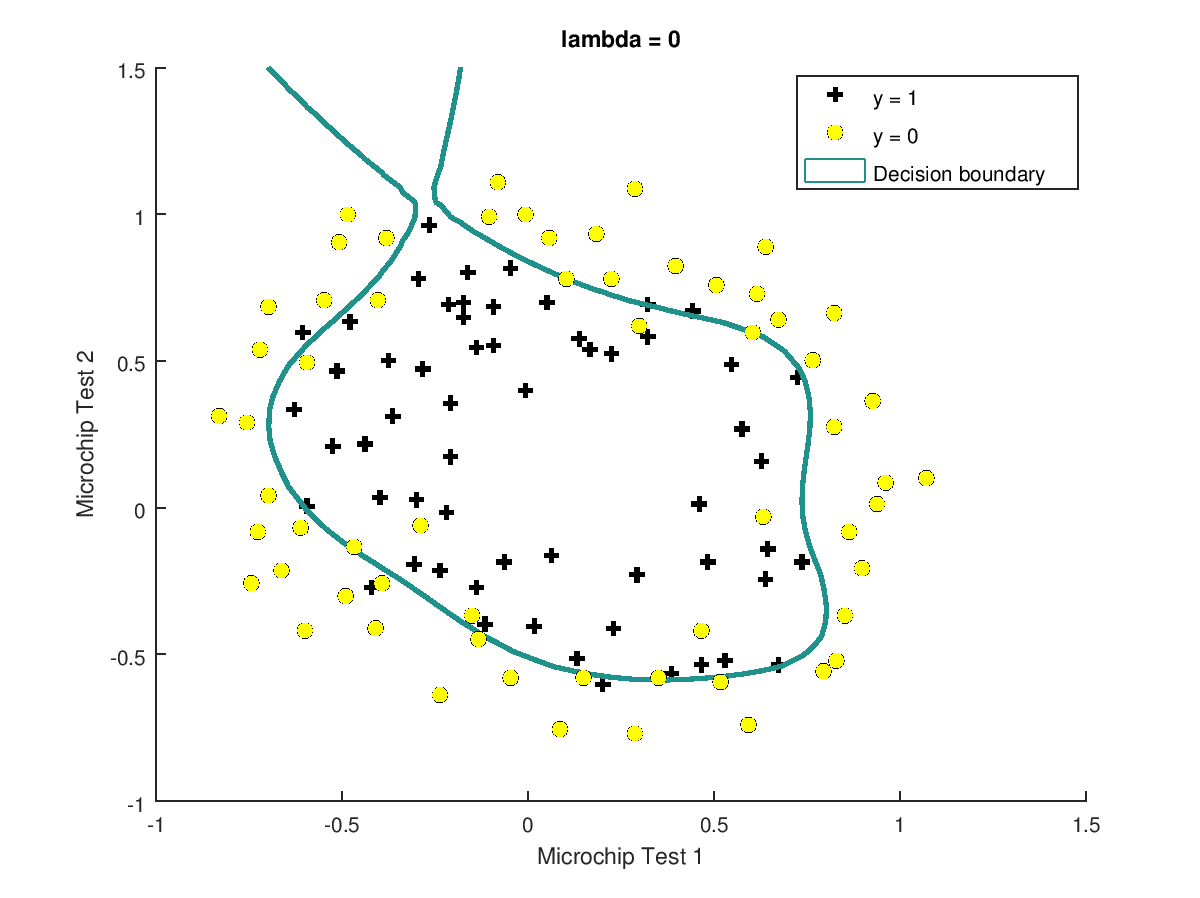 lambda = 0
y = 1
y = 0
Decision boundary
1.5
1
0.5
0
-0.5
-1
Microchip Test 2
-1
-0.5
0
0.5
1
1.5
Microchip Test 1